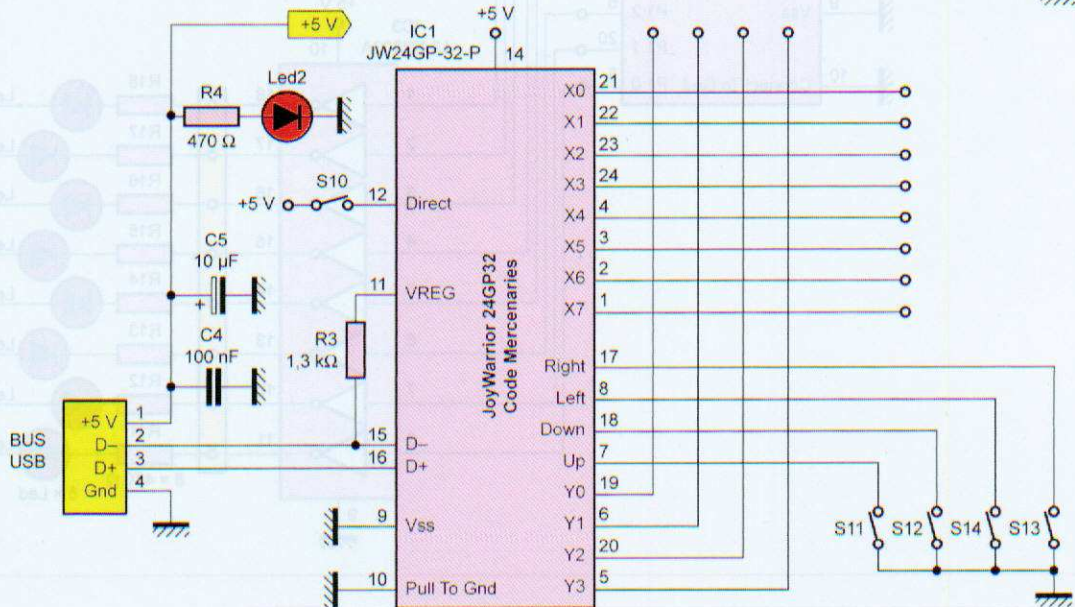 +5 V
+5 V
IC1
JW24GP-32-P
14
R4
470 Ω
Led2
+5 V
S10
12
Direct
C5
10 µF
+
11
VREG
C4
100 nF
R3
1,3 kΩ
JoyWarrior 24GP32
Code Mercenaries
BUS
USB
+5 V
1
D–
2
D+
3
Gnd
4
15
D–
16
D+
9
Vss
10
Pull To Gnd
X0
21
X1
22
X2
23
X3
24
X4
4
X5
3
X6
2
X7
1
Right
17
Left
8
Down
18
Up
7
Y0
19
Y1
6
Y2
20
Y3
5
S11
S12
S14
S13